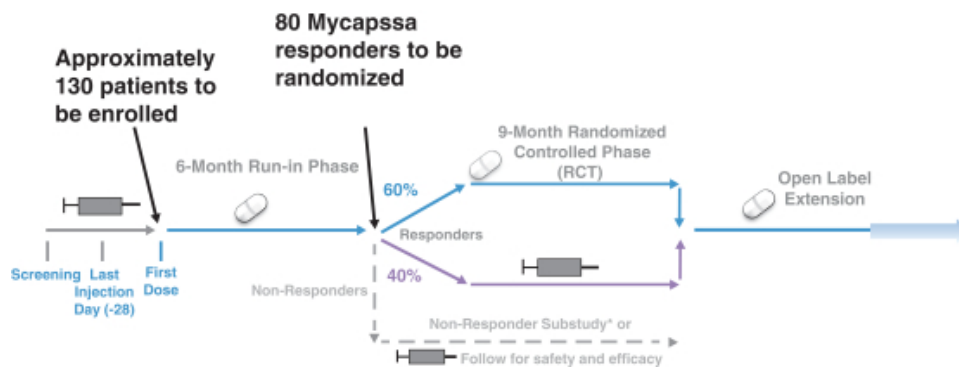 80 Mycapssa
responders to be
randomized
Approximately
130 patients to
be enrolled
9-Month Randomized
Controlled Phase
(RCT)
6-Month Run-in Phase
60%
Open Label
Extension
Responders
Screening
Last
Injection
Day (-28)
First
Dose
40%
Non-Responders
Non-Responder Substudy* or
Follow for safety and efficacy